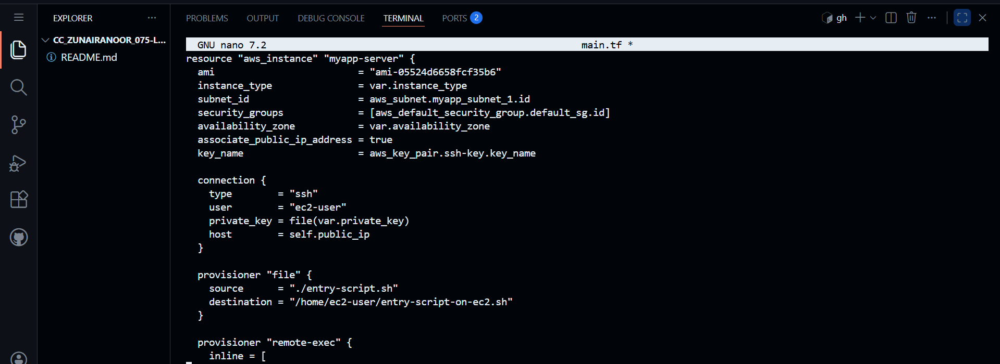 EXPLORER ...
CC_ZUNAIRANOOR_075-L...
README.md
PROBLEMS OUTPUT DEBUG CONSOLE TERMINAL PORTS 2
gh ...
GNU nano 7.2 main.tf *
resource "aws_instance" "myapp-server" {
  ami                         = "ami-05524d6658fcf35b6"
  instance_type               = var.instance_type
  subnet_id                   = aws_subnet.myapp_subnet_1.id
  security_groups             = [aws_default_security_group.default_sg.id]
  availability_zone           = var.availability_zone
  associate_public_ip_address = true
  key_name                    = aws_key_pair.ssh-key.key_name

  connection {
    type        = "ssh"
    user        = "ec2-user"
    private_key = file(var.private_key)
    host        = self.public_ip
  }

  provisioner "file" {
    source      = "./entry-script.sh"
    destination = "/home/ec2-user/entry-script-on-ec2.sh"
  }

  provisioner "remote-exec" {
    inline = [